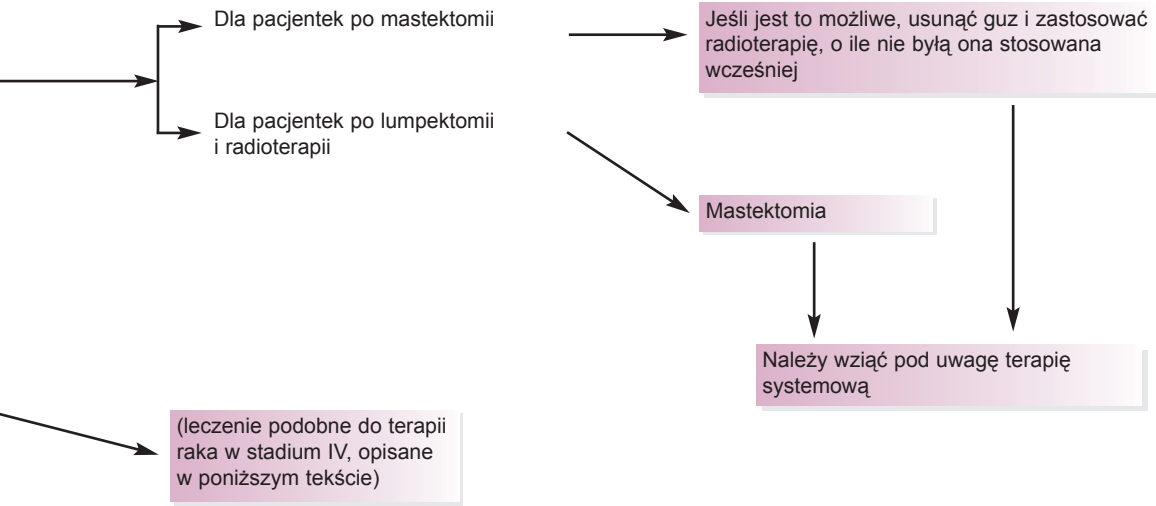 Dla pacjentek po mastektomii
Jeśli jest to możliwe, usunąć guz i zastosować
radioterapię, o ile nie byłą ona stosowana
wcześniej
Dla pacjentek po lumpektomii
i radioterapii
Mastektomia
Należy wziąć pod uwagę terapię
systemową
(leczenie podobne do terapii
raka w stadium IV, opisane
w poniższym tekście)